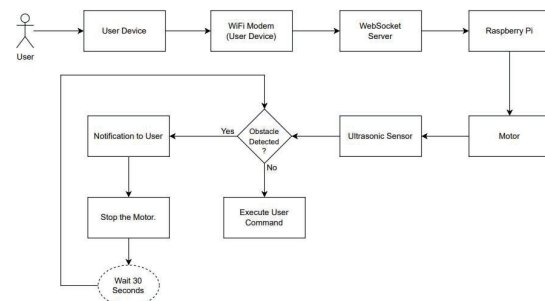 User
User Device
WiFi Modem
(User Device)
WebSocket
Server
Raspberry Pi
Notification to User
Yes
Obstacle
Detected
?
Ultrasonic Sensor
Motor
No
Stop the Motor.
Execute User
Command
Wait 30
Seconds